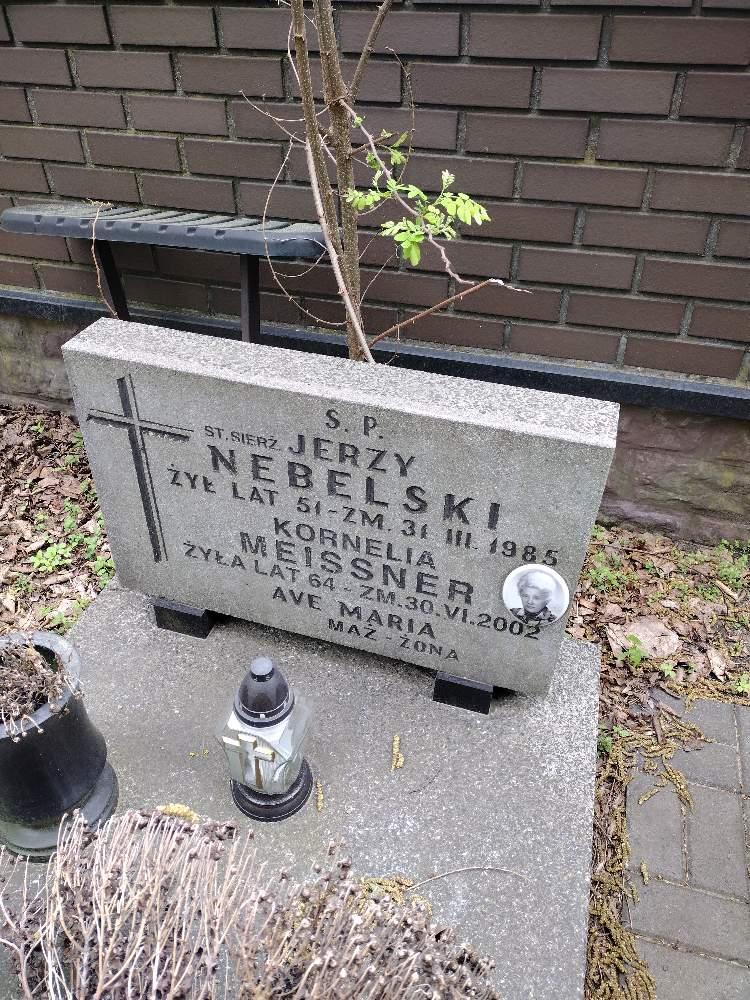 S. P.
ST. SIERŻ. JERZY
NEBELSKI
ŻYŁ LAT 51 - ZM. 31 III. 1985
KORNELIA
MEISSNER
ŻYŁA LAT 64 - ZM. 30. VI. 2002
AVE MARIA
MĄŻ - ŻONA